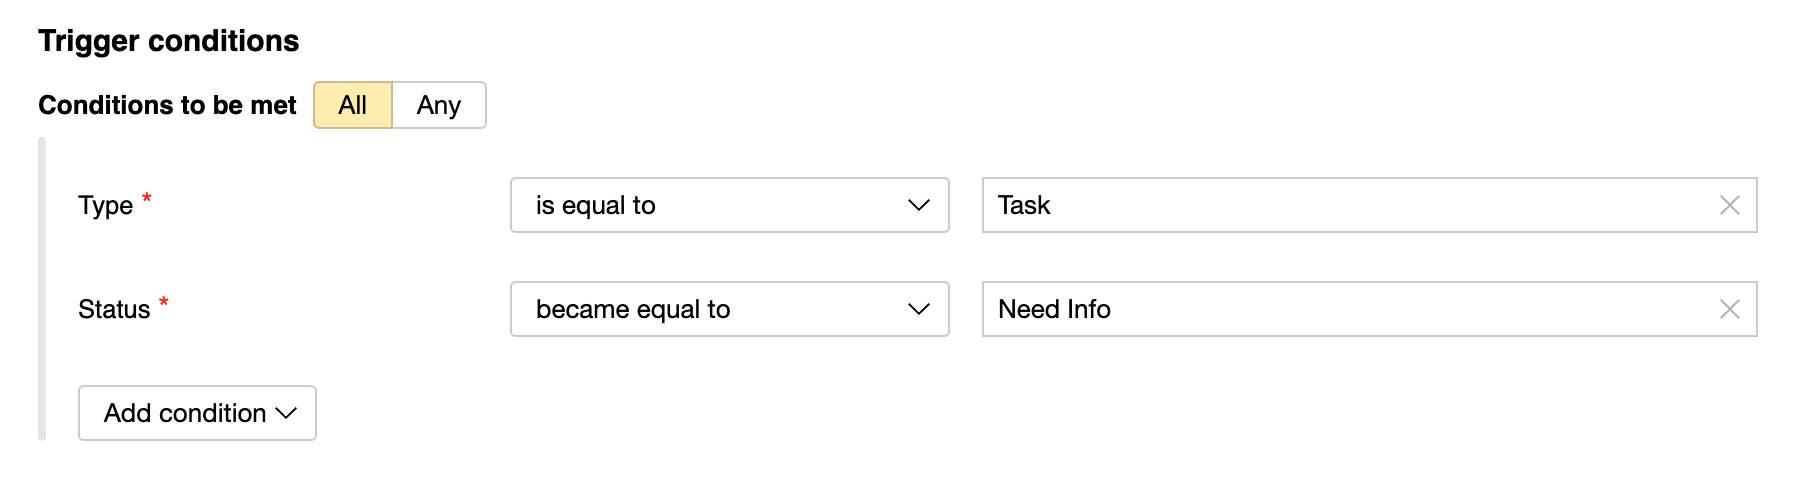 Trigger conditions
Conditions to be met All Any
Type * is equal to Task
Status * became equal to Need Info
Add condition